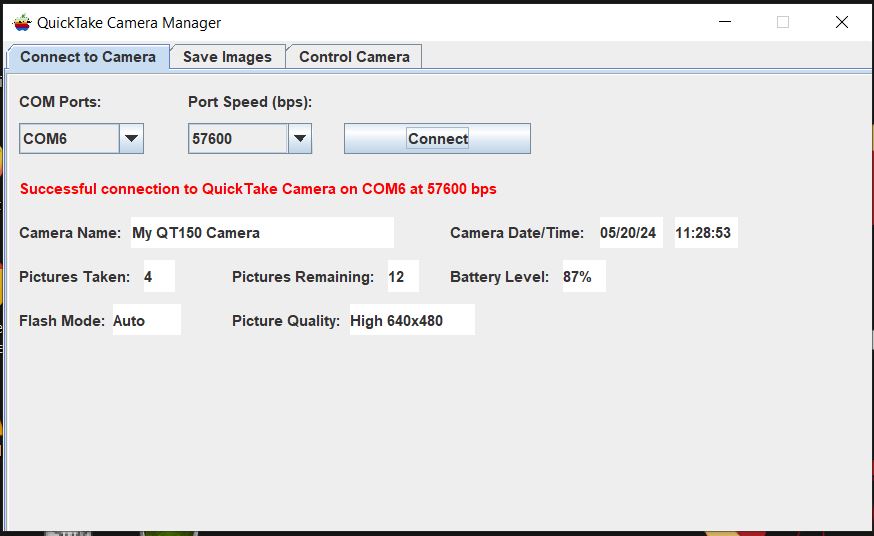 QuickTake Camera Manager
Connect to Camera Save Images Control Camera
COM Ports: Port Speed (bps):
COM6 57600 Connect
Successful connection to QuickTake Camera on COM6 at 57600 bps
Camera Name: My QT150 Camera Camera Date/Time: 05/20/24 11:28:53
Pictures Taken: 4 Pictures Remaining: 12 Battery Level: 87%
Flash Mode: Auto Picture Quality: High 640x480